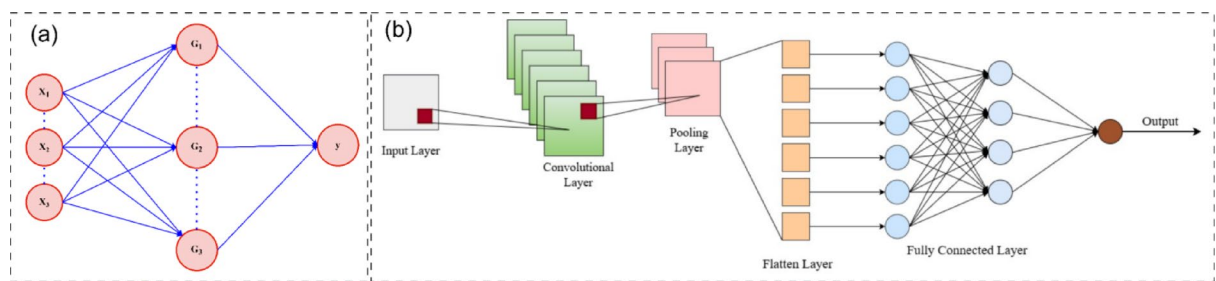 (a)
G1
X1
X2
G2
y
X3
G3
(b)
Input Layer
Convolutional
Layer
Pooling
Layer
Flatten Layer
Fully Connected Layer
Output